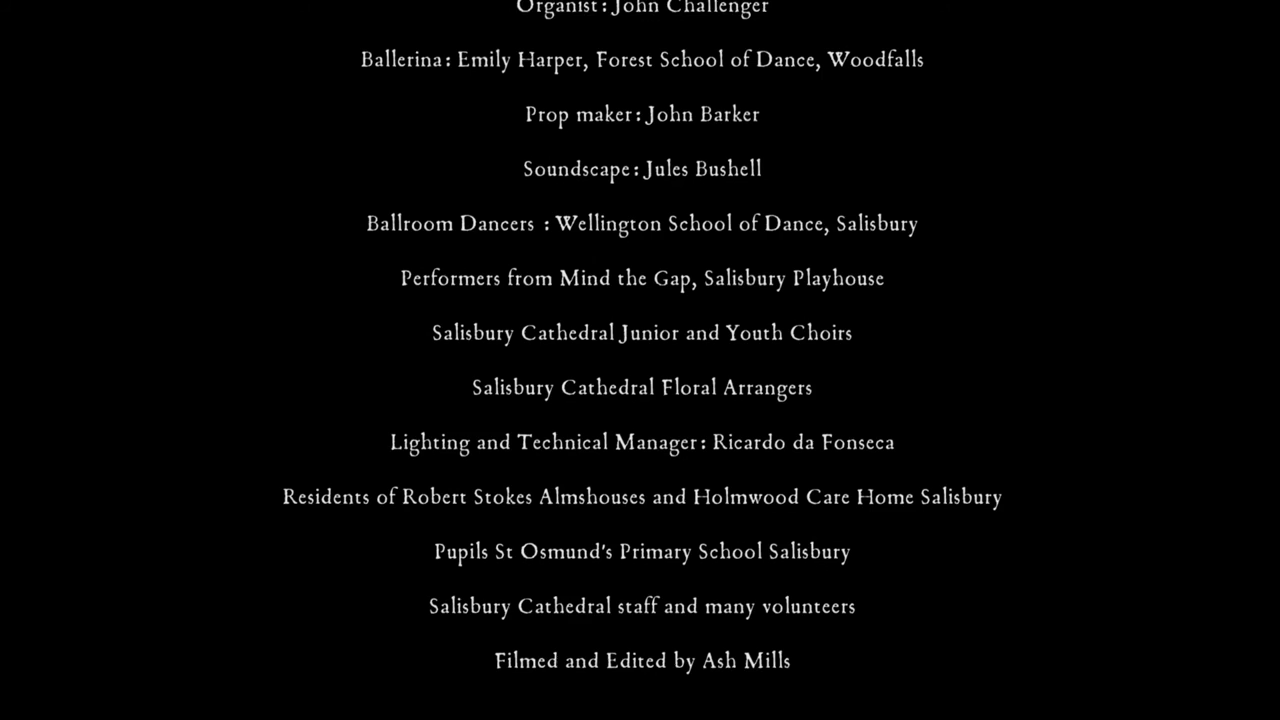 Organist: John Challenger
Ballerina: Emily Harper, Forest School of Dance, Woodfalls
Prop maker: John Barker
Soundscape: Jules Bushell
Ballroom Dancers : Wellington School of Dance, Salisbury
Performers from Mind the Gap, Salisbury Playhouse
Salisbury Cathedral Junior and Youth Choirs
Salisbury Cathedral Floral Arrangers
Lighting and Technical Manager: Ricardo da Fonseca
Residents of Robert Stokes Almshouses and Holmwood Care Home Salisbury
Pupils St Osmund's Primary School Salisbury
Salisbury Cathedral staff and many volunteers
Filmed and Edited by Ash Mills